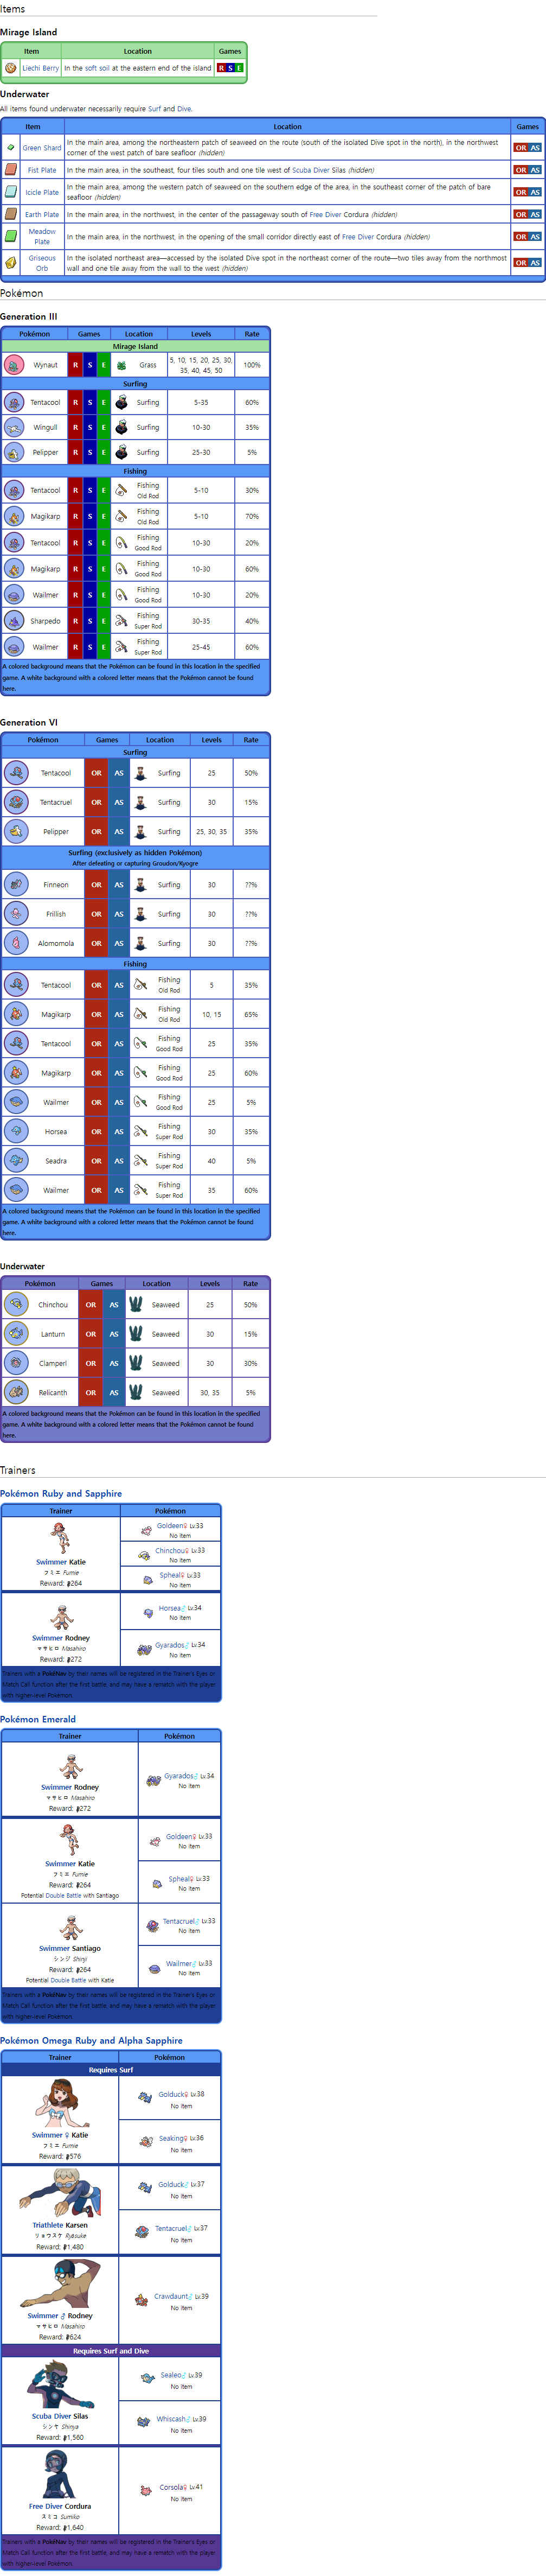 Items
Mirage Island
Item Location Games
Liechi Berry In the soft soil at the eastern end of the island R S E
Underwater
All items found underwater necessarily require Surf and Dive.
Item Location Games
Green Shard In the main area, among the northeastern patch of seaweed on the route (south of the isolated Dive spot in the north), in the northwest
corner of the west patch of bare seafloor (hidden) OR AS
Fist Plate In the main area, in the southeast, four tiles south and one tile west of Scuba Diver Silas (hidden) OR AS
Icicle Plate In the main area, among the western patch of seaweed on the southern edge of the area, in the southeast corner of the patch of bare
seafloor (hidden) OR AS
Earth Plate In the main area, in the northwest, in the center of the passageway south of Free Diver Cordura (hidden) OR AS
Meadow
Plate In the main area, in the northwest, in the opening of the small corridor directly east of Free Diver Cordura (hidden) OR AS
Griseous
Orb In the isolated northeast area—accessed by the isolated Dive spot in the northeast corner of the route—two tiles away from the northmost
wall and one tile away from the wall to the west (hidden) OR AS
Pokémon
Generation III
Pokémon Games Location Levels Rate
Mirage Island
Wynaut R S E Grass 5, 10, 15, 20, 25, 30,
35, 40, 45, 50 100%
Surfing
Tentacool R S E Surfing 5-35 60%
Wingull R S E Surfing 10-30 35%
Pelipper R S E Surfing 25-30 5%
Fishing
Tentacool R S E Fishing
Old Rod 5-10 30%
Magikarp R S E Fishing
Old Rod 5-10 70%
Tentacool R S E Fishing
Good Rod 10-30 20%
Magikarp R S E Fishing
Good Rod 10-30 60%
Wailmer R S E Fishing
Good Rod 10-30 20%
Sharpedo R S E Fishing
Super Rod 30-35 40%
Wailmer R S E Fishing
Super Rod 25-45 60%
A colored background means that the Pokémon can be found in this location in the specified
game. A white background with a colored letter means that the Pokémon cannot be found
here.
Generation VI
Pokémon Games Location Levels Rate
Surfing
Tentacool OR AS Surfing 25 50%
Tentacruel OR AS Surfing 30 15%
Pelipper OR AS Surfing 25, 30, 35 35%
Surfing (exclusively as hidden Pokémon)
After defeating or capturing Groudon/Kyogre
Finneon OR AS Surfing 30 ??%
Frillish OR AS Surfing 30 ??%
Alomomola OR AS Surfing 30 ??%
Fishing
Tentacool OR AS Fishing
Old Rod 5 35%
Magikarp OR AS Fishing
Old Rod 10, 15 65%
Tentacool OR AS Fishing
Good Rod 25 35%
Magikarp OR AS Fishing
Good Rod 25 60%
Wailmer OR AS Fishing
Good Rod 25 5%
Horsea OR AS Fishing
Super Rod 30 35%
Seadra OR AS Fishing
Super Rod 40 5%
Wailmer OR AS Fishing
Super Rod 35 60%
A colored background means that the Pokémon can be found in this location in the specified
game. A white background with a colored letter means that the Pokémon cannot be found
here.
Underwater
Pokémon Games Location Levels Rate
Chinchou OR AS Seaweed 25 50%
Lanturn OR AS Seaweed 30 15%
Clamperl OR AS Seaweed 30 30%
Relicanth OR AS Seaweed 30, 35 5%
A colored background means that the Pokémon can be found in this location in the specified
game. A white background with a colored letter means that the Pokémon cannot be found
here.
Trainers
Pokémon Ruby and Sapphire
Trainer Pokémon
Swimmer Katie
フミエ Fumie
Reward: 264
Goldeen♀ Lv.33
No item
Chinchou♀ Lv.33
No item
Spheal♀ Lv.33
No item
Swimmer Rodney
マサヒロ Masahiro
Reward: 272
Horsea♂ Lv.34
No item
Gyarados♂ Lv.34
No item
Trainers with a PokéNav by their names will be registered in the Trainer's Eyes or
Match Call function after the first battle, and may have a rematch with the player
with higher-level Pokémon.
Pokémon Emerald
Trainer Pokémon
Swimmer Rodney
マサヒロ Masahiro
Reward: 272
Gyarados♂ Lv.34
No item
Swimmer Katie
フミエ Fumie
Reward: 264
Potential Double Battle with Santiago
Goldeen♀ Lv.33
No item
Spheal♀ Lv.33
No item
Swimmer Santiago
シンジ Shinji
Reward: 264
Potential Double Battle with Katie
Tentacruel♂ Lv.33
No item
Wailmer♂ Lv.33
No item
Trainers with a PokéNav by their names will be registered in the Trainer's Eyes or
Match Call function after the first battle, and may have a rematch with the player
with higher-level Pokémon.
Pokémon Omega Ruby and Alpha Sapphire
Trainer Pokémon
Requires Surf
Swimmer ♀ Katie
フミエ Fumie
Reward: 576
Golduck♀ Lv.38
No item
Seaking♀ Lv.36
No item
Triathlete Karsen
リョウスケ Ryosuke
Reward: 1,480
Golduck♂ Lv.37
No item
Tentacruel♂ Lv.37
No item
Swimmer ♂ Rodney
マサヒロ Masahiro
Reward: 624
Crawdaunt♂ Lv.39
No item
Requires Surf and Dive
Scuba Diver Silas
シンヤ Shinya
Reward: 1,560
Sealeo♂ Lv.39
No item
Whiscash♂ Lv.39
No item
Free Diver Cordura
スミコ Sumiko
Reward: 1,640
Corsola♀ Lv.41
No item
Trainers with a PokéNav by their names will be registered in the Trainer's Eyes or
Match Call function after the first battle, and may have a rematch with the player
with higher-level Pokémon.